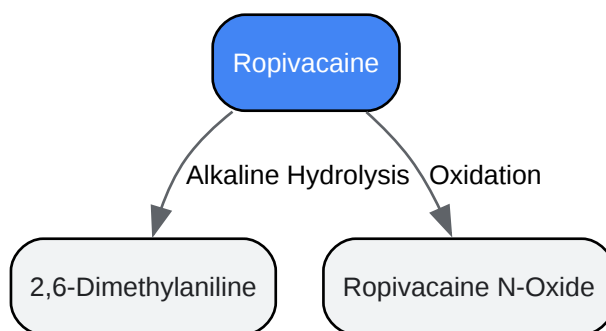 Ropivacaine
Alkaline Hydrolysis
Oxidation
2,6-Dimethylaniline
Ropivacaine N-Oxide